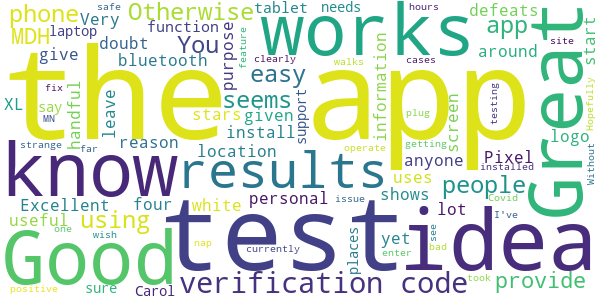 phone Very Otherwise tablet needs defeats
MDH laptop doubt function You works app around Great
XL give bluetooth purpose start
handful the app information logo
say leave stars seems easy given support screen
fix MN reason install anyone Pixel
strange far location uses installed
know results people
Excellent four white personal shows lot
useful using test idea
Good sure Carol verification code provide
one wish nap currently places yet enter see bad took
positive issue operate getting plug walks cases testing
safe hours site feature clearly Hopefully Without Covid I've